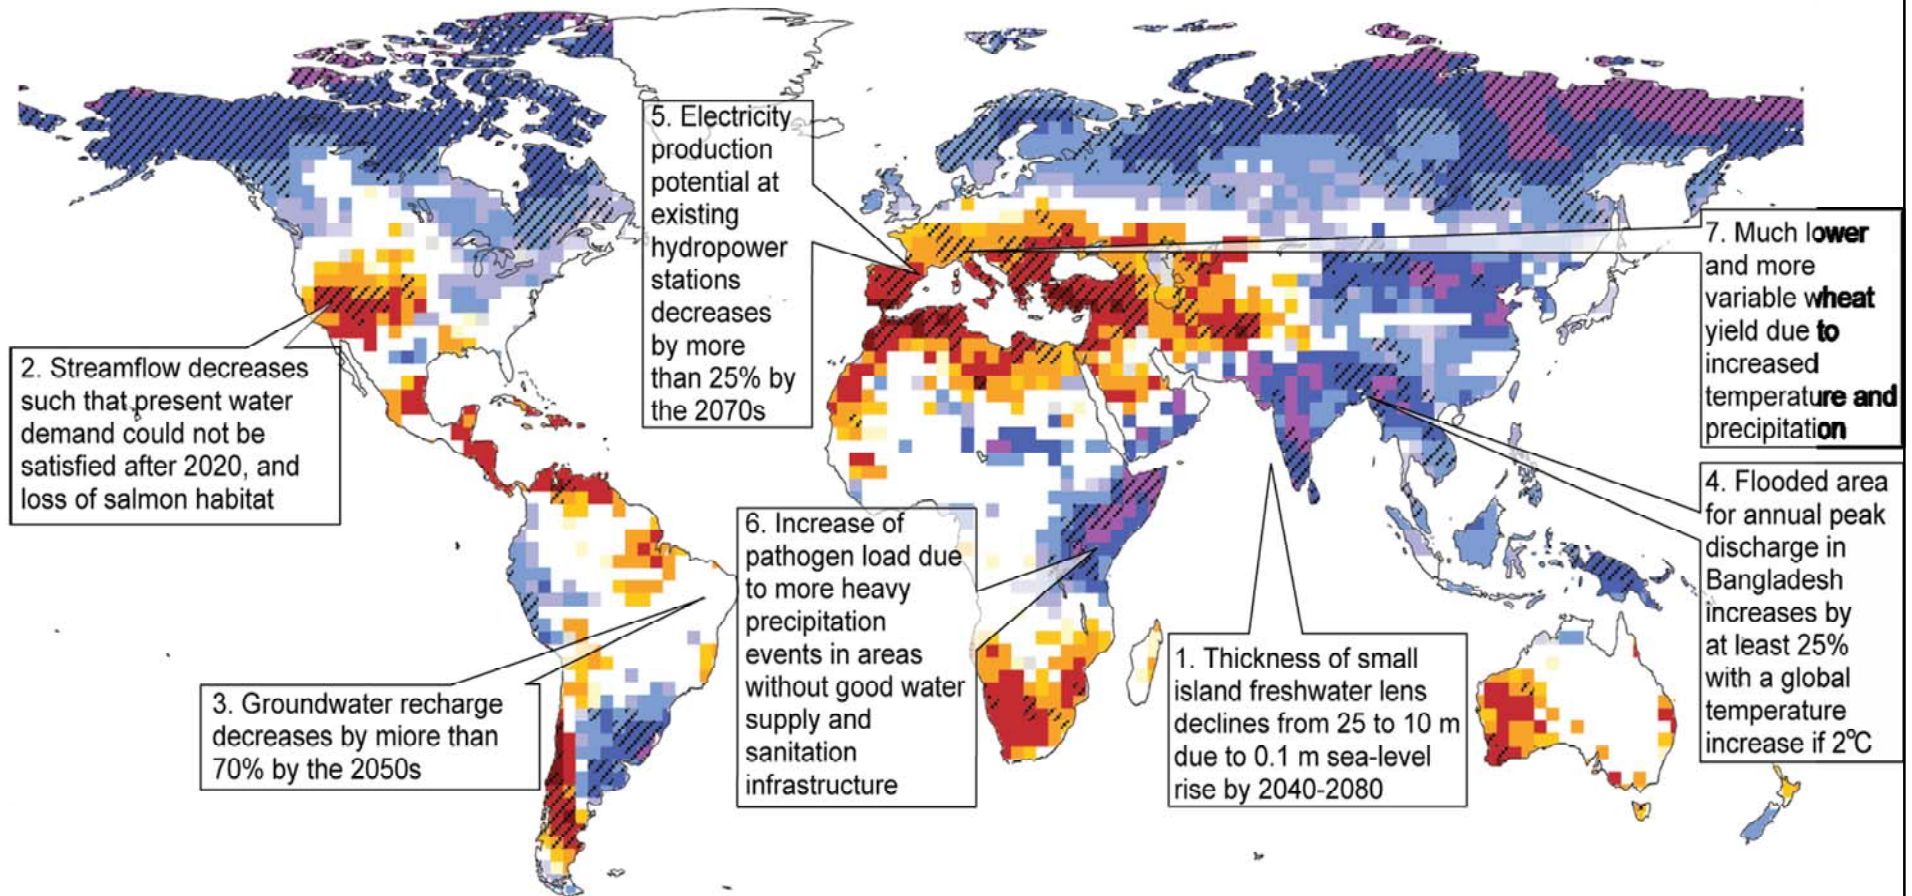 5. Electricity
production
potential at
existing
hydropower
stations
decreases
by more
than 25% by
the 2070s
7. Much lower
and more
variable wheat
yield due to
increased
temperature and
precipitation
2. Streamflow decreases
such that present water
demand could not be
satisfied after 2020, and
loss of salmon habitat
4. Flooded area
for annual peak
discharge in
Bangladesh
increases by
at least 25%
with a global
temperature
increase if 2°C
6. Increase of
pathogen load due
to more heavy
precipitation
events in areas
without good water
supply and
sanitation
infrastructure
1. Thickness of small
island freshwater lens
declines from 25 to 10 m
due to 0.1 m sea-level
rise by 2040-2080
3. Groundwater recharge
decreases by miore than
70% by the 2050s